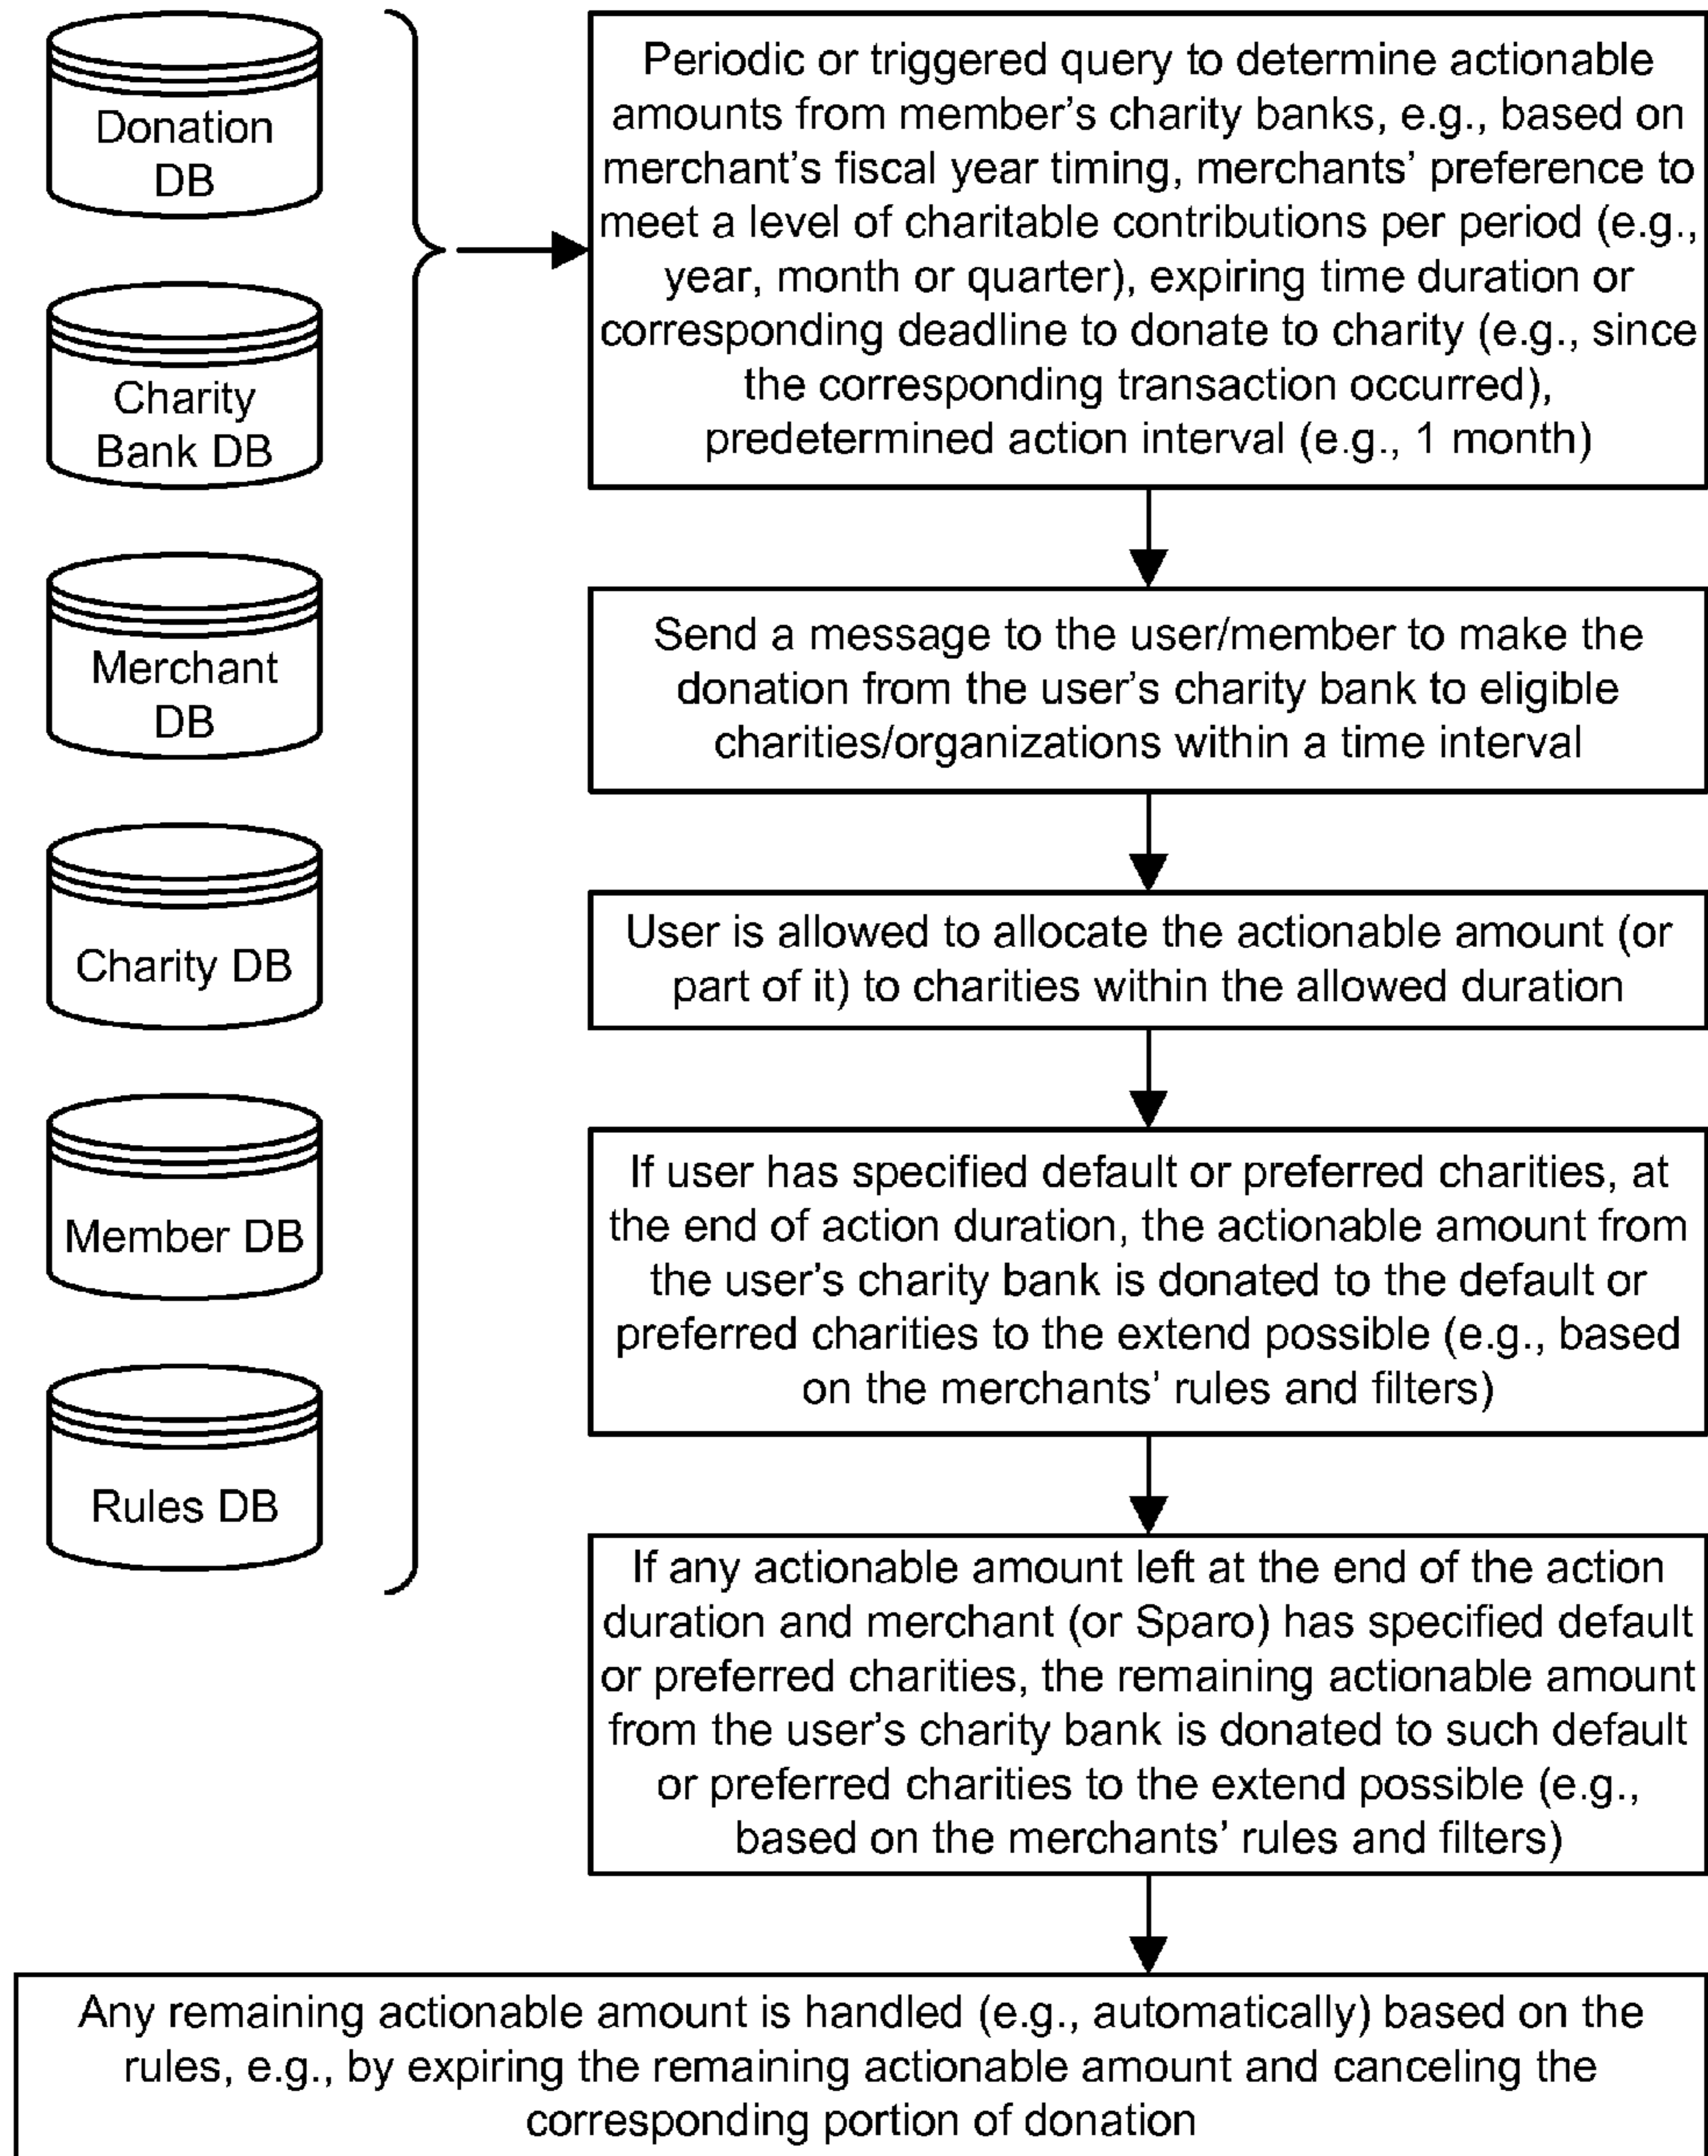 Donation
DB
Charity
Bank DB
Merchant
DB
Charity DB
Member DB
Rules DB
Periodic or triggered query to determine actionable
amounts from member's charity banks, e.g., based on
merchant's fiscal year timing, merchants' preference to
meet a level of charitable contributions per period (e.g.,
year, month or quarter), expiring time duration or
corresponding deadline to donate to charity (e.g., since
the corresponding transaction occurred),
predetermined action interval (e.g., 1 month)
Send a message to the user/member to make the
donation from the user's charity bank to eligible
charities/organizations within a time interval
User is allowed to allocate the actionable amount (or
part of it) to charities within the allowed duration
If user has specified default or preferred charities, at
the end of action duration, the actionable amount from
the user's charity bank is donated to the default or
preferred charities to the extend possible (e.g., based
on the merchants' rules and filters)
If any actionable amount left at the end of the action
duration and merchant (or Sparo) has specified default
or preferred charities, the remaining actionable amount
from the user's charity bank is donated to such default
or preferred charities to the extend possible (e.g.,
based on the merchants' rules and filters)
Any remaining actionable amount is handled (e.g., automatically) based on the
rules, e.g., by expiring the remaining actionable amount and canceling the
corresponding portion of donation